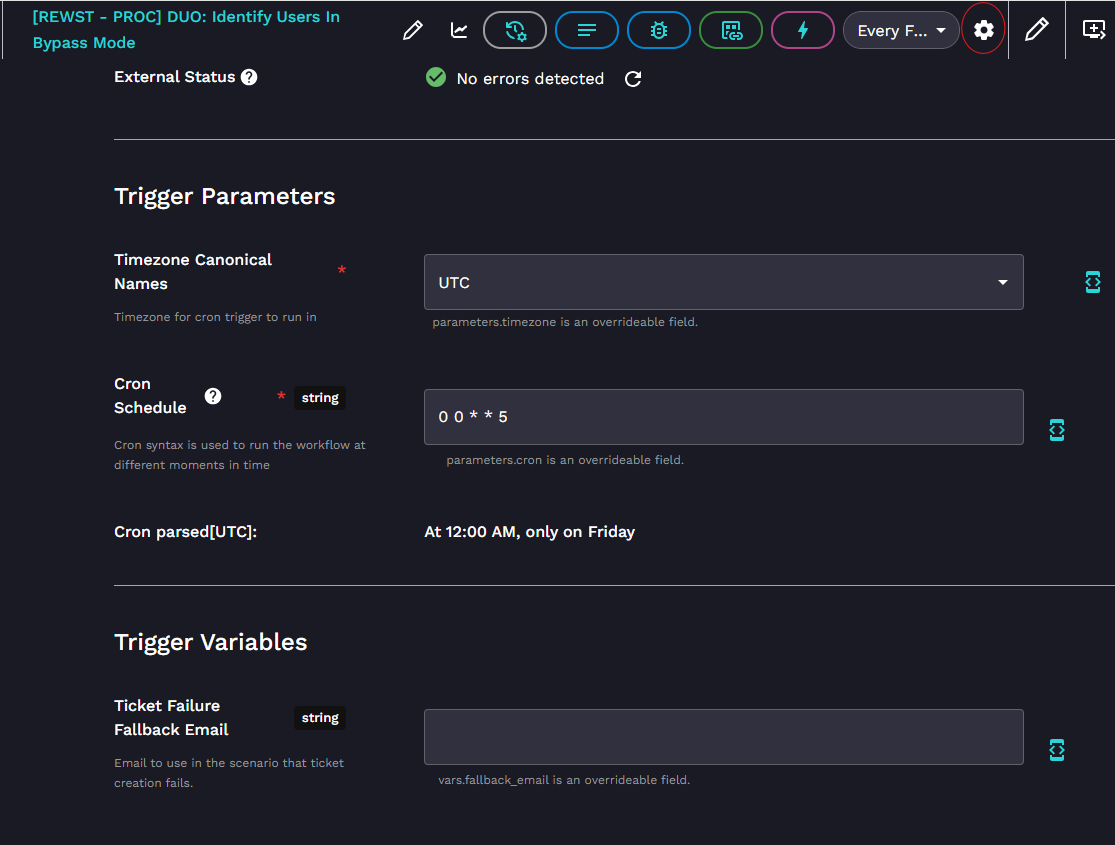 [REWST - PROC] DUO: Identify Users In
Bypass Mode
Every F...
External Status
No errors detected
Trigger Parameters
Timezone Canonical
Names
*
Timezone for cron trigger to run in
UTC
parameters.timezone is an overrideable field.
Cron
Schedule
* string
Cron syntax is used to run the workflow at
different moments in time
0 0 * * 5
parameters.cron is an overrideable field.
Cron parsed[UTC]:
At 12:00 AM, only on Friday
Trigger Variables
Ticket Failure
Fallback Email
string
Email to use in the scenario that ticket
creation fails.
vars.fallback_email is an overrideable field.